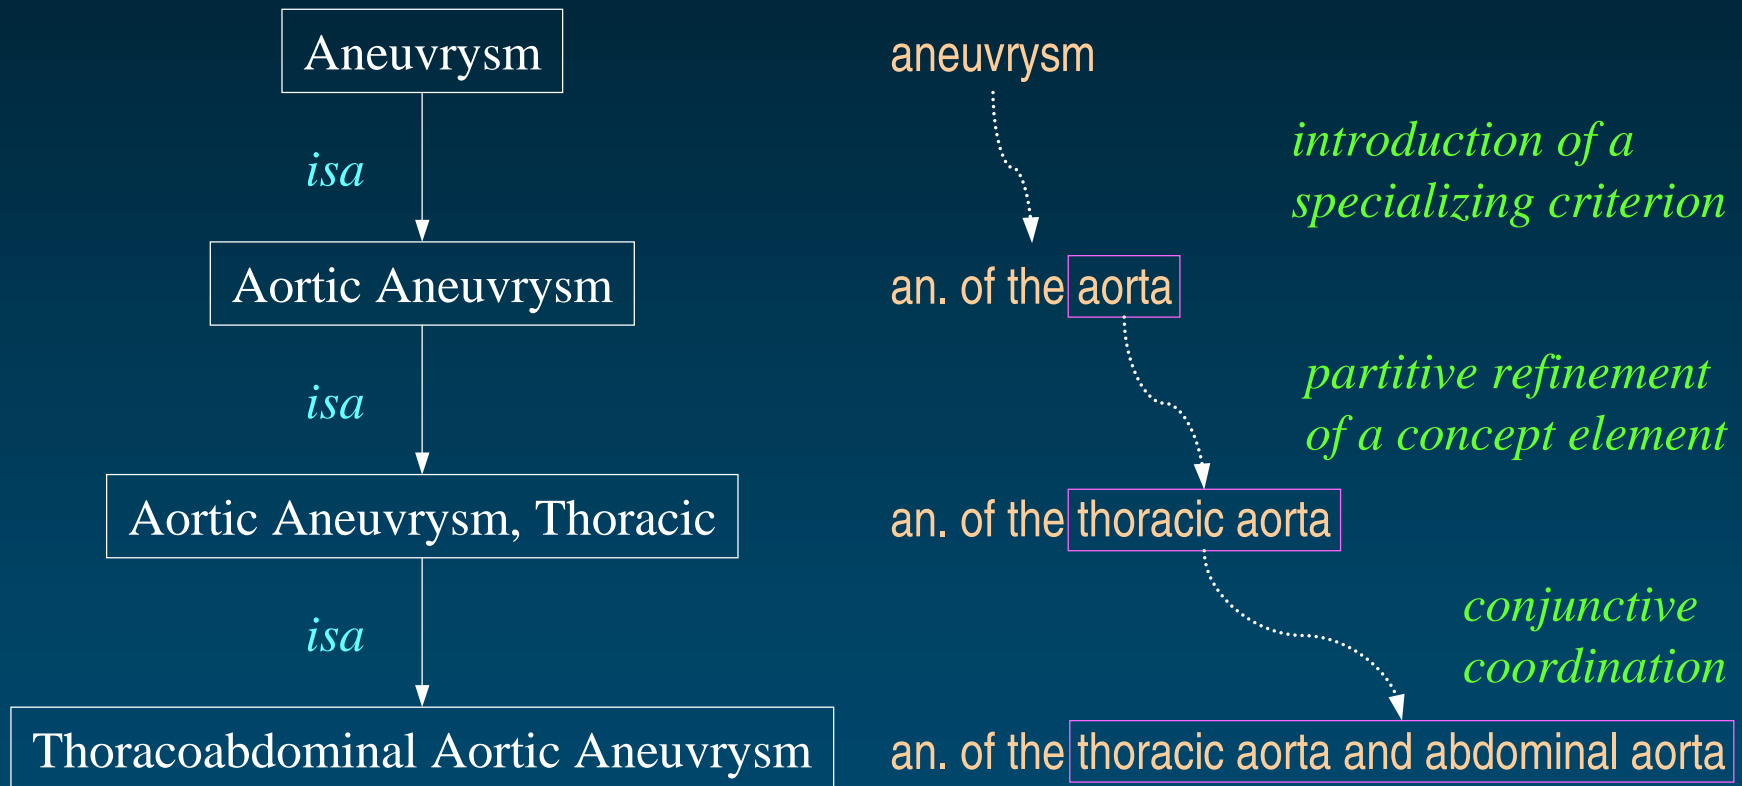 Aneuvrysm
isa
Aortic Aneuvrysm
isa
Aortic Aneuvrysm, Thoracic
isa
Thoracoabdominal Aortic Aneuvrysm
aneuvrysm
introduction of a
specializing criterion
an. of the aorta
partitive refinement
of a concept element
an. of the thoracic aorta
conjunctive
coordination
an. of the thoracic aorta and abdominal aorta